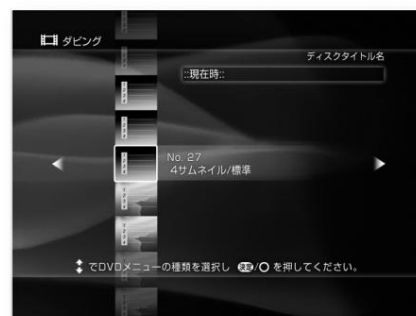 ダビング
ディスクタイトル名
::現在時::
No. 27
4サムネイル/標準
でDVDメニューの種類を選択し 決定/○ を押してください。